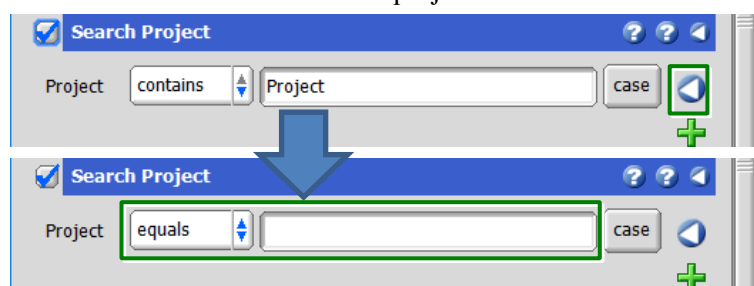 Search Project ? ? 
Project contains Project case
Search Project ? ?
Project equals case